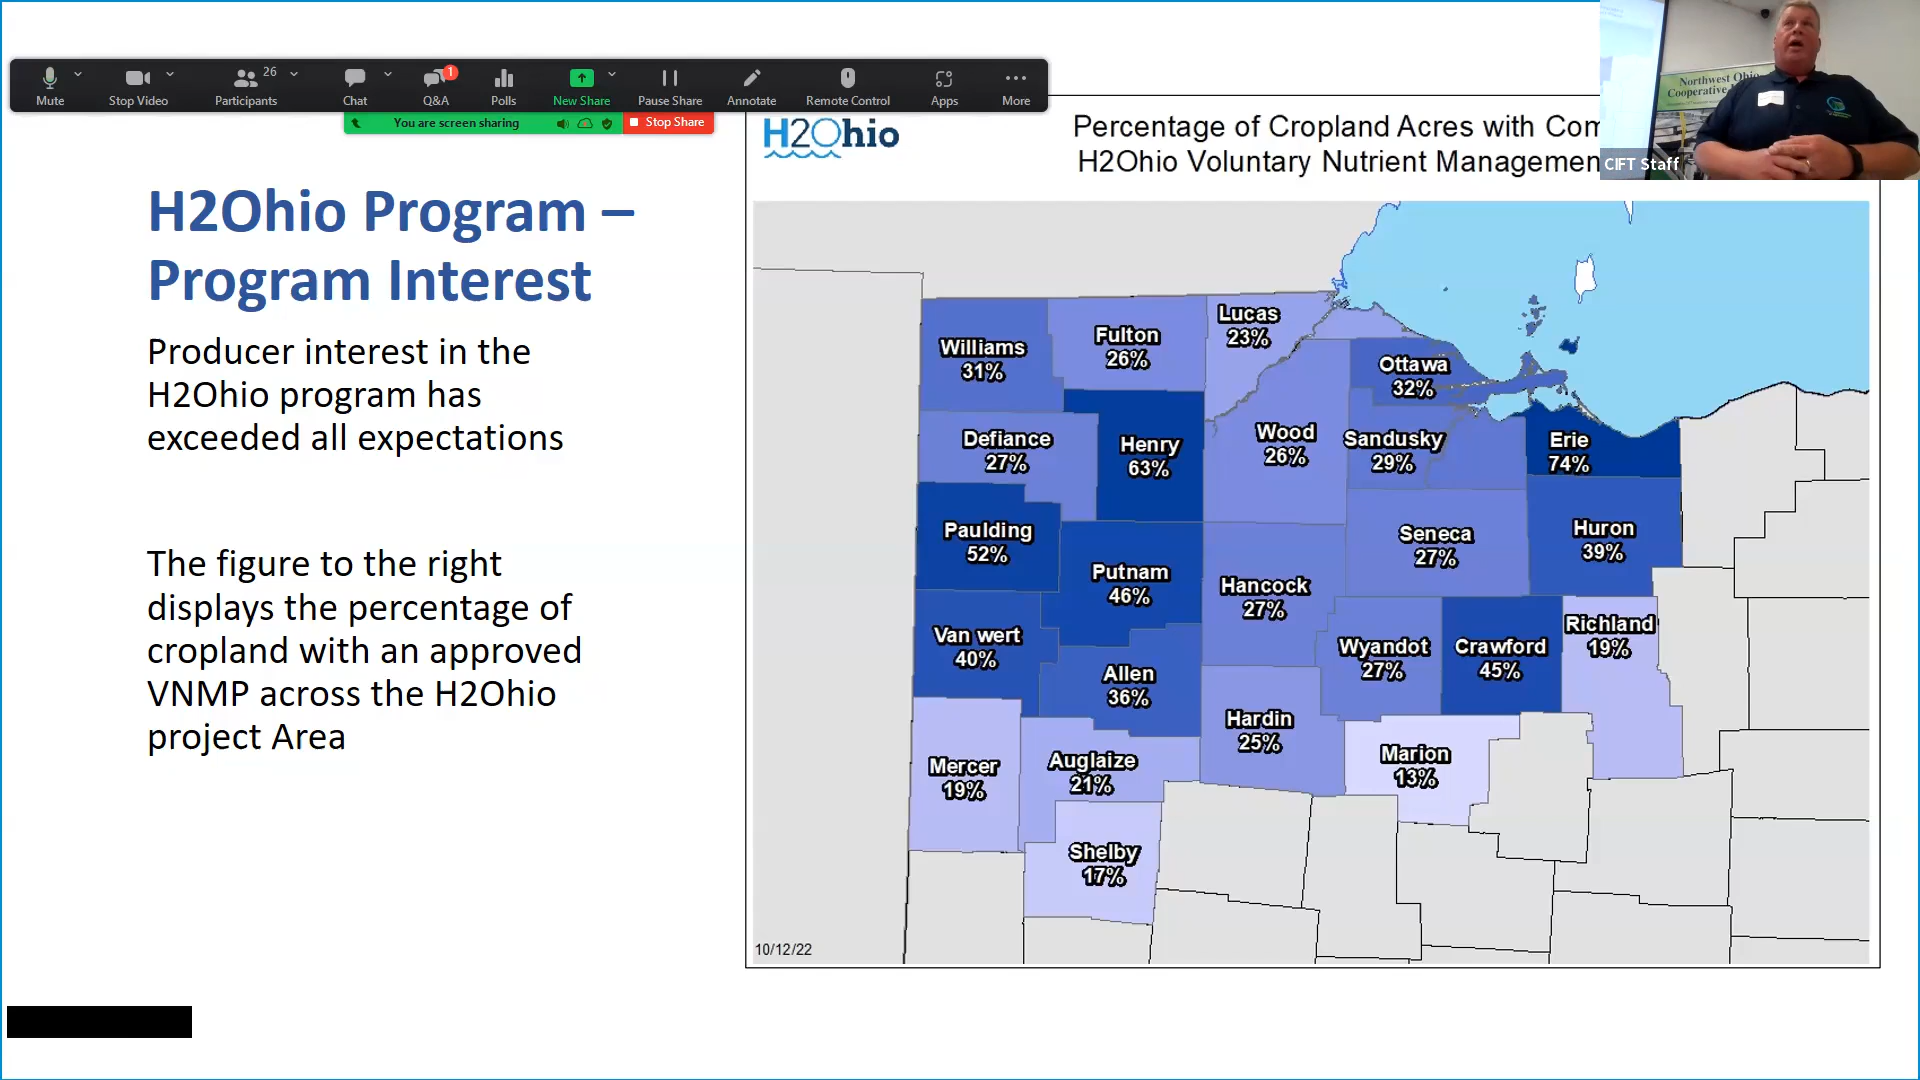 Mute
Stop Video
26
Participants
Chat
1
Q&A
Polls
New Share
Pause Share
Annotate
Remote Control
Apps
More
You are screen sharing
Stop Share
Northwest Ohio
Cooperative
CIFT Staff
H2Ohio
Percentage of Cropland Acres with
H2Ohio Voluntary Nutrient
H2Ohio Program –
Program Interest
Producer interest in the
H2Ohio program has
exceeded all expectations
The figure to the right
displays the percentage of
cropland with an approved
VNMP across the H2Ohio
project Area
Williams
31%
Fulton
26%
Lucas
23%
Ottawa
32%
Defiance
27%
Henry
63%
Wood
26%
Sandusky
29%
Erie
74%
Paulding
52%
Putnam
46%
Hancock
27%
Seneca
27%
Huron
39%
Van wert
40%
Allen
36%
Wyandot
27%
Crawford
45%
Richland
19%
Mercer
19%
Auglaize
21%
Hardin
25%
Marion
13%
Shelby
17%
10/12/22